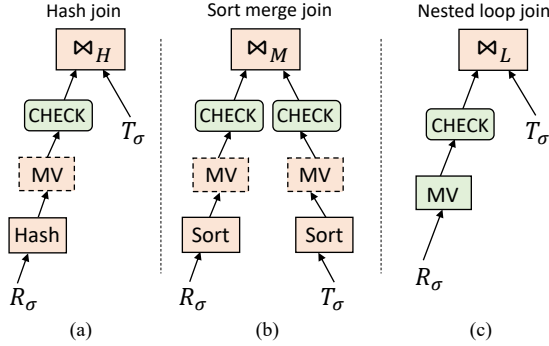 Hash join
⋈H
CHECK
Tσ
MV
Hash
Rσ
(a)
Sort merge join
⋈M
CHECK CHECK
MV MV
Sort Sort
Rσ Tσ
(b)
Nested loop join
⋈L
CHECK
Tσ
MV
Rσ
(c)